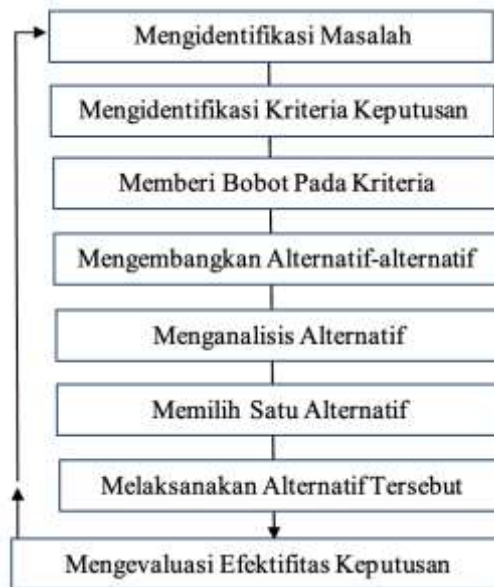 Mengidentifikasi Masalah
Mengidentifikasi Kriteria Keputusan
Memberi Bobot Pada Kriteria
Mengembangkan Alternatif-alternatif
Menganalisis Alternatif
Memilih Satu Alternatif
Melaksanakan Alternatif Tersebut
Mengevaluasi Efektifitas Keputusan